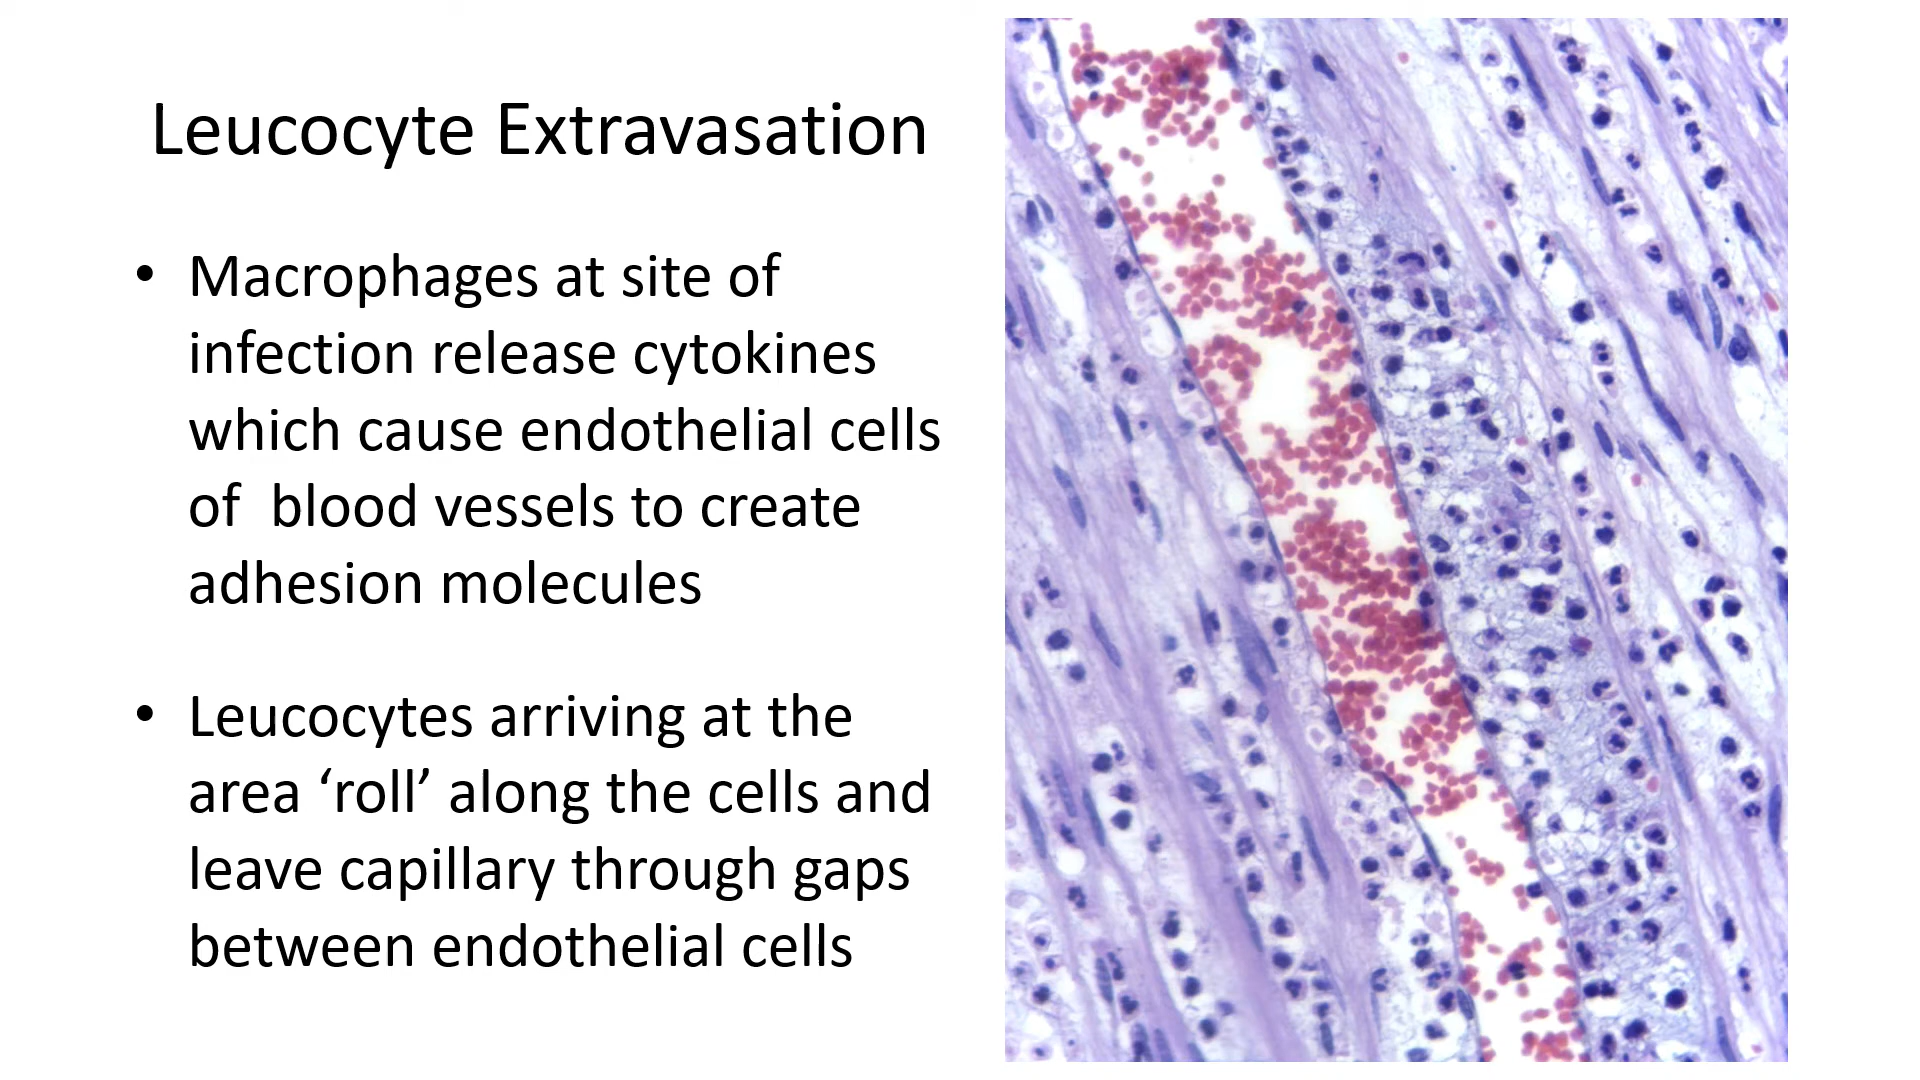 Leucocyte Extravasation
• Macrophages at site of
infection release cytokines
which cause endothelial cells
of  blood vessels to create
adhesion molecules
• Leucocytes arriving at the
area ‘roll’ along the cells and
leave capillary through gaps
between endothelial cells